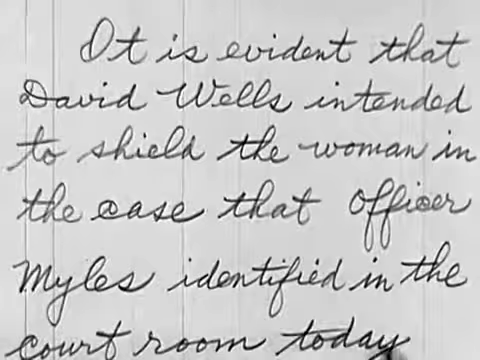 It is evident that
David Wells intended
to shield the woman in
the case that Officer
Myles identified in the
court room today